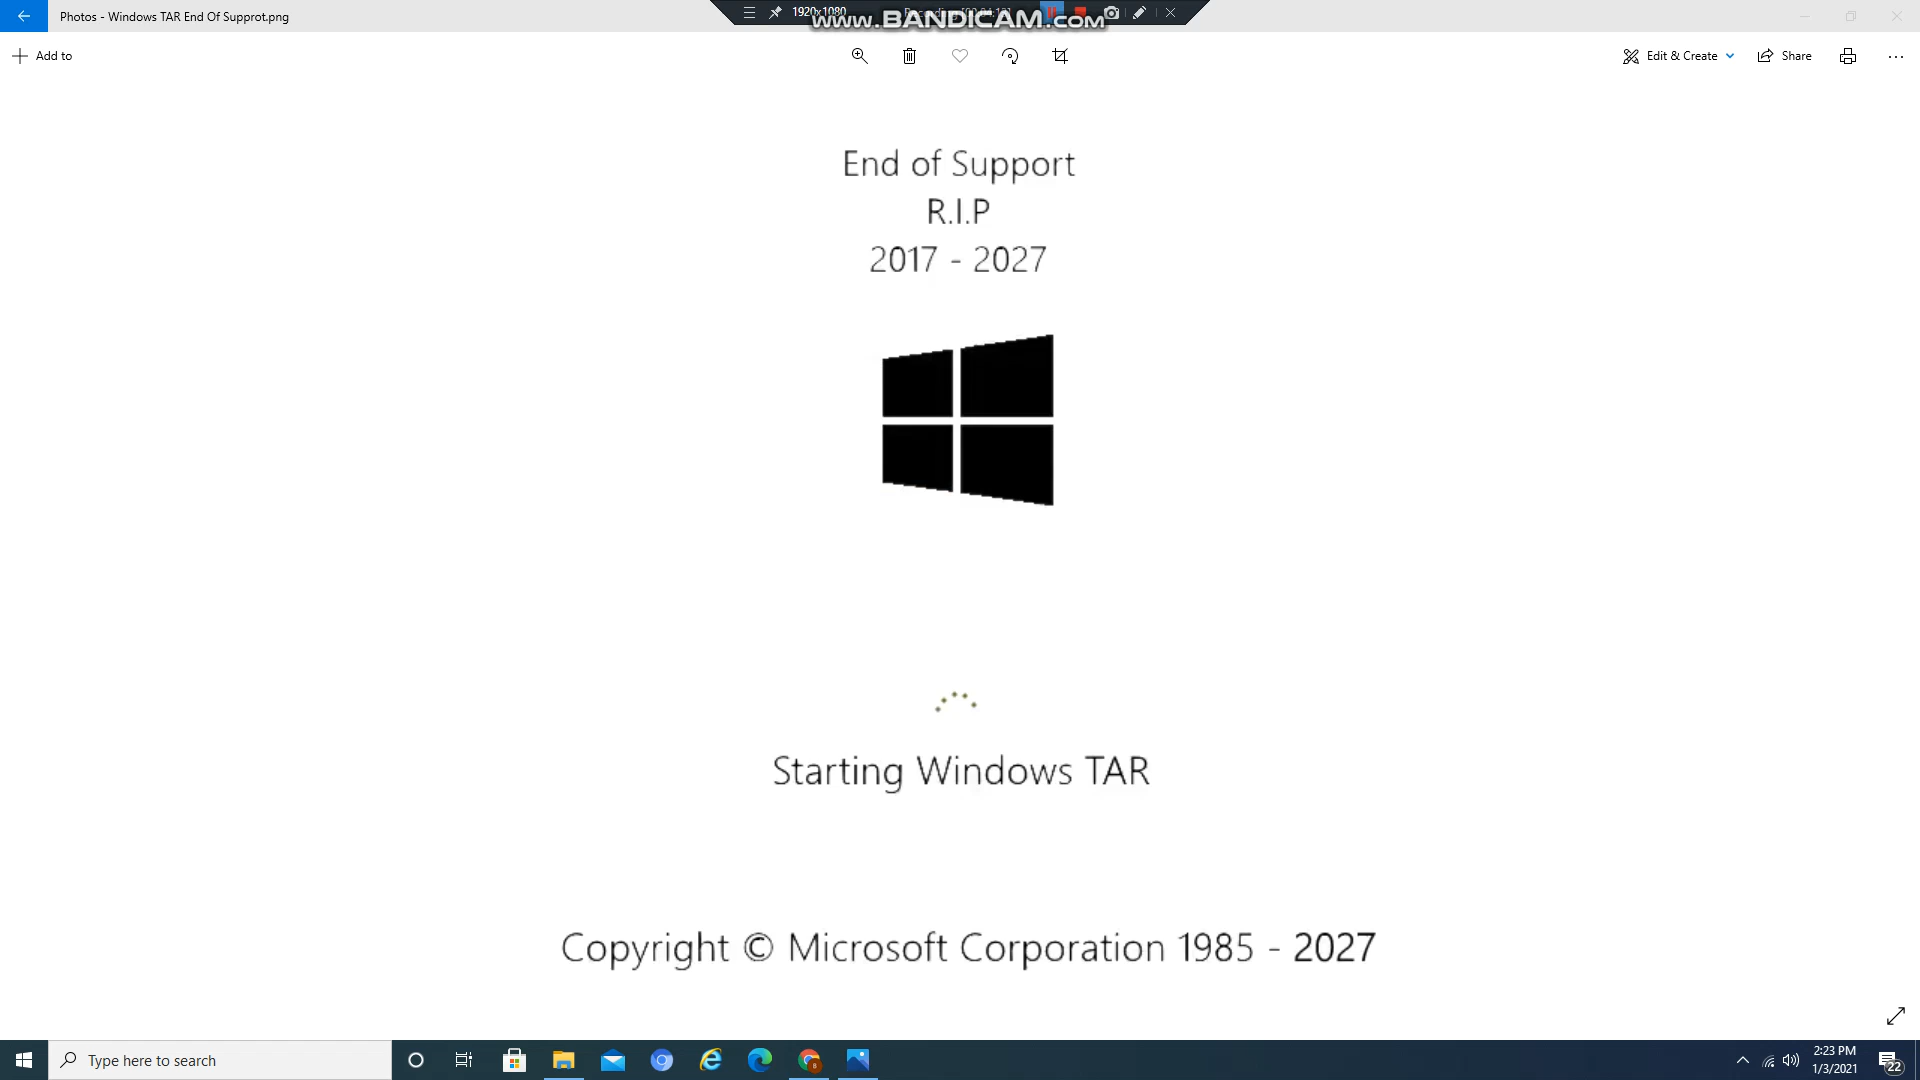 Photos - Windows TAR End Of Supprot.png
1920x1080
www.BANDICAM.com
Add to
Edit & Create
Share
End of Support
R.I.P
2017 - 2027
Starting Windows TAR
Copyright © Microsoft Corporation 1985 - 2027
Type here to search
2:23 PM
1/3/2021
22